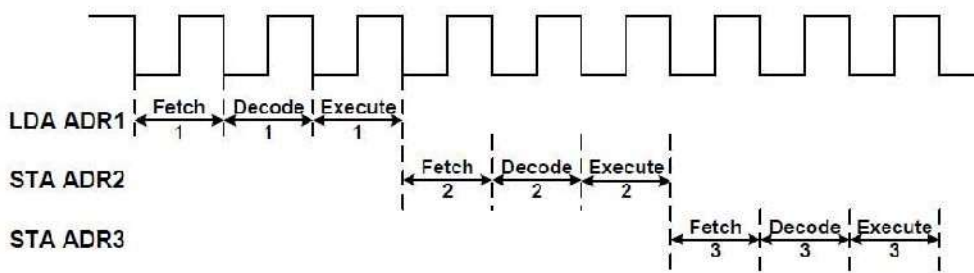 LDA ADR1 Fetch Decode Execute
1 1 1
STA ADR2 Fetch Decode Execute
2 2 2
STA ADR3 Fetch Decode Execute
3 3 3